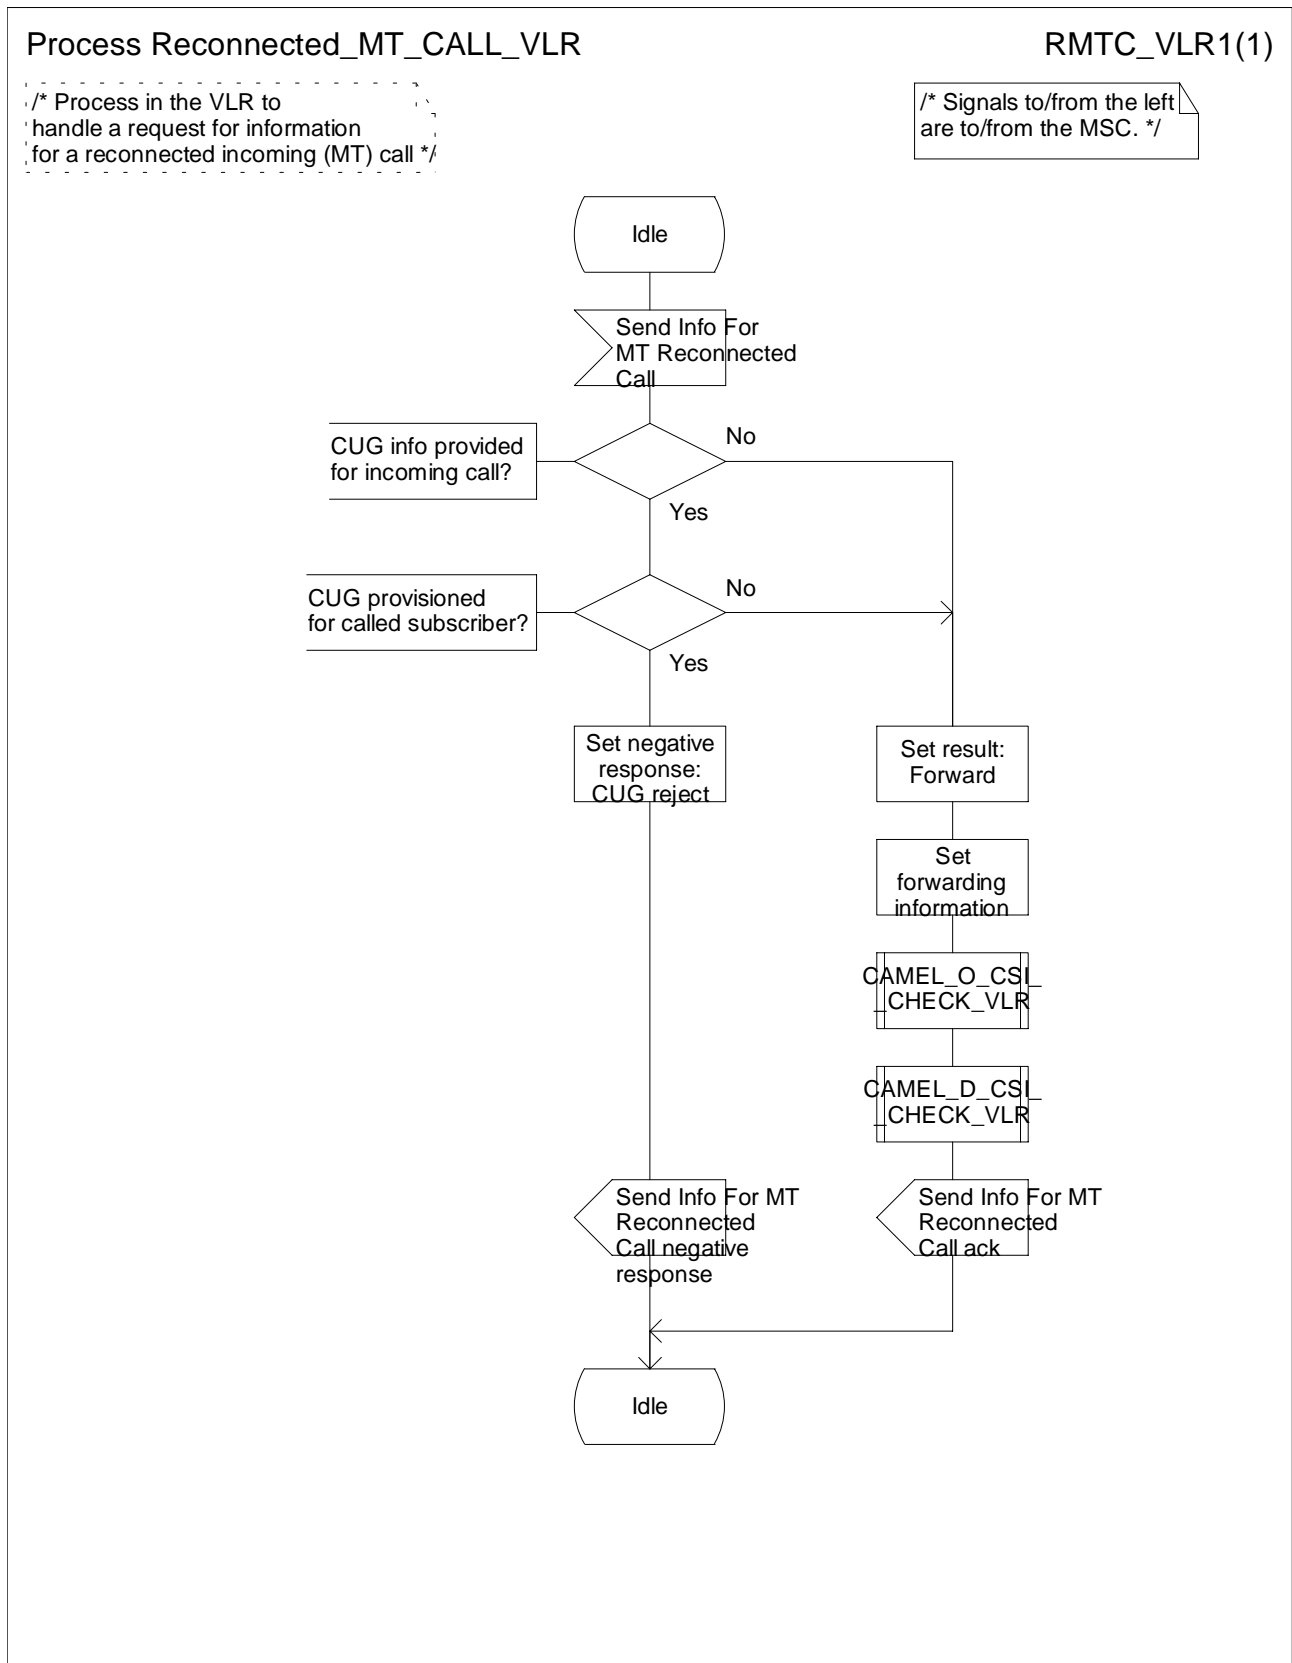 Process Reconnected_MT_CALL_VLR
RMTC_VLR1(1)
/* Process in the VLR to
handle a request for information
for a reconnected incoming (MT) call */
/* Signals to/from the left
are to/from the MSC. */
Idle
Send Info For
MT Reconnected
Call
CUG info provided
for incoming call?
No
Yes
CUG provisioned
for called subscriber?
No
Yes
Set negative
response:
CUG reject
Set result:
Forward
Set
forwarding
information
CAMEL_O_CSI_
_CHECK_VLR
CAMEL_D_CSI_
_CHECK_VLR
Send Info For MT
Reconnected
Call negative
response
Send Info For MT
Reconnected
Call ack
Idle